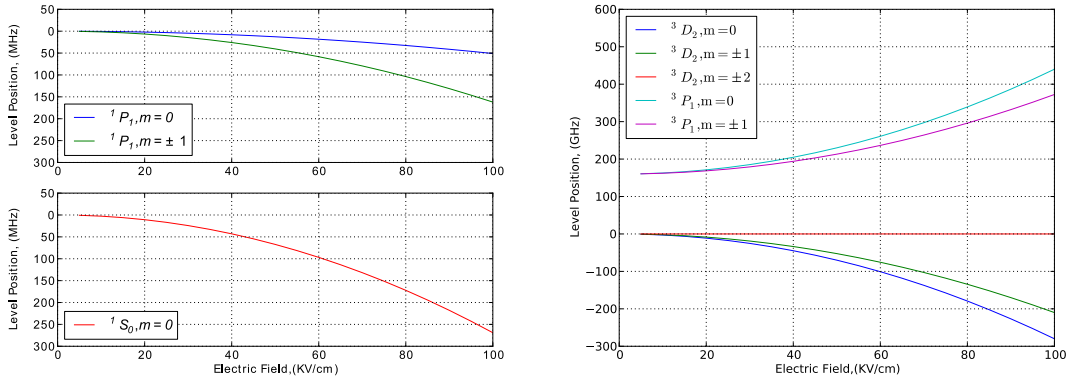 50
0
50
100
150
200
250
300
Level Position, (MHz)
¹P₁,m=0
¹P₁,m=±1
0 20 40 60 80 100
50
0
50
100
150
200
250
300
Level Position, (MHz)
¹S₀,m=0
0 20 40 60 80 100
Electric Field,(KV/cm)
600
500
400
300
200
100
0
−100
−200
−300
Level Position, (GHz)
³D₂,m=0
³D₂,m=±1
³D₂,m=±2
³P₁,m=0
³P₁,m=±1
0 20 40 60 80 100
Electric Field,(KV/cm)